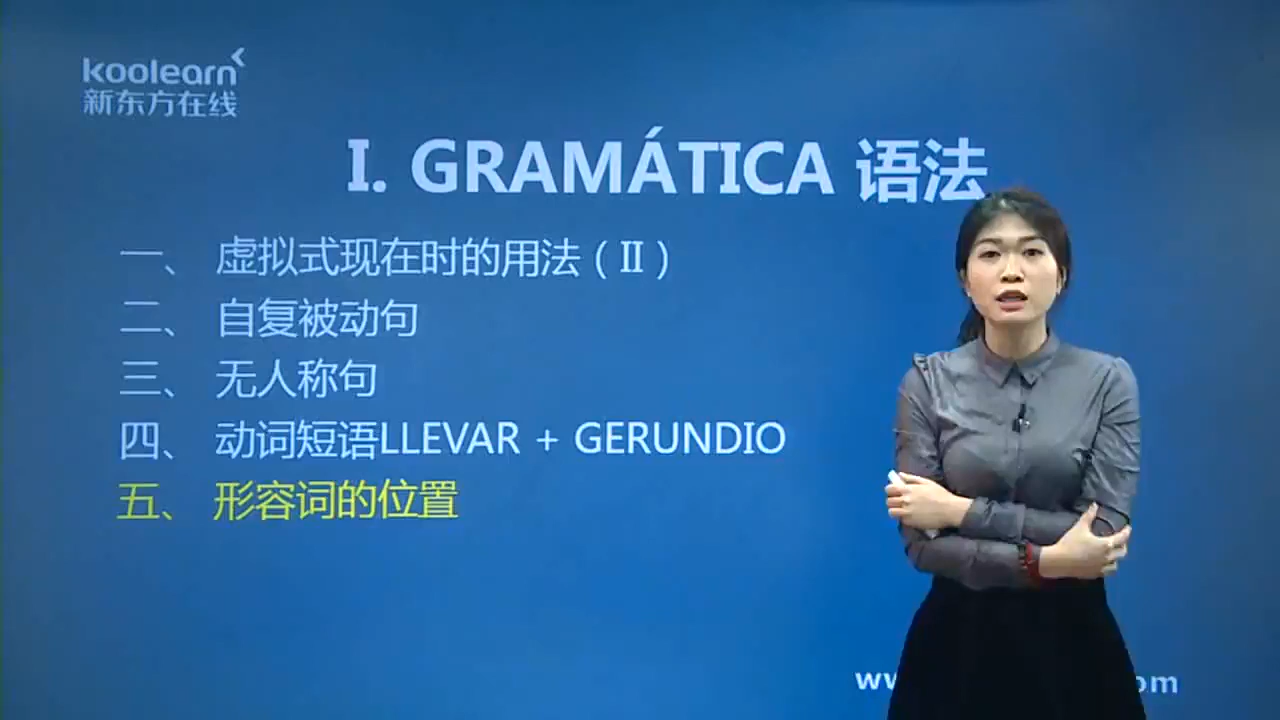 koolearn
新东方在线
I. GRAMÁTICA 语法
一、 虚拟式现在时的用法（Ⅱ）
二、 自复被动句
三、 无人称句
四、 动词短语LLEVAR + GERUNDIO
五、 形容词的位置